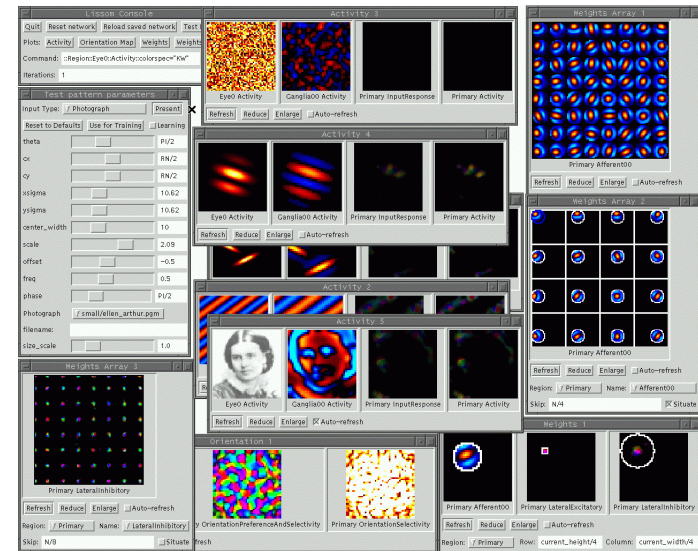 Lissom Console
Quit Reset network Reload saved network Test
Plots: Activity Orientation Map Weights Weights
Command: ::Region::Eye0::Activity::colorspec="KW"
Iterations: 1
Test pattern parameters
Input Type: Photograph Present
Reset to Defaults Use for Training Learning
theta PI/2
cx RN/2
cy RN/2
xsigma 10.62
ysigma 10.62
center_width 10
scale 2.09
offset -0.5
freq 0.5
phase PI/2
Photograph /small/ellen_arthur.pgm
filename:
size_scale 1.0
Weights Array 3
Primary LateralInhibitory
Refresh Reduce Enlarge Auto-refresh
Region: Primary Name: LateralInhibitory
Skip: N/8 Situate
Activity 3
Eye0 Activity Ganglia00 Activity Primary InputResponse Primary Activity
Refresh Reduce Enlarge Auto-refresh
Activity 4
Eye0 Activity Ganglia00 Activity Primary InputResponse Primary Activity
Refresh Reduce Enlarge Auto-refresh
Activity 2
Activity 5
Eye0 Activity Ganglia00 Activity Primary InputResponse Primary Activity
Refresh Reduce Enlarge Auto-refresh
Orientation 1
OrientationPreferenceAndSelectivity Primary OrientationSelectivity
fresh
Weights Array 1
Primary Afferent00
Refresh Reduce Enlarge Auto-refresh
Weights Array 2
Primary Afferent00
Refresh Reduce Enlarge Auto-refresh
Region: Primary Name: Afferent00
Skip: N/4 Situate
Weights 1
Primary Afferent00 Primary LateralExcitatory Primary LateralInhibitory
Refresh Reduce Enlarge Auto-refresh
Region: Primary Row: current_height/4 Column: current_width/4